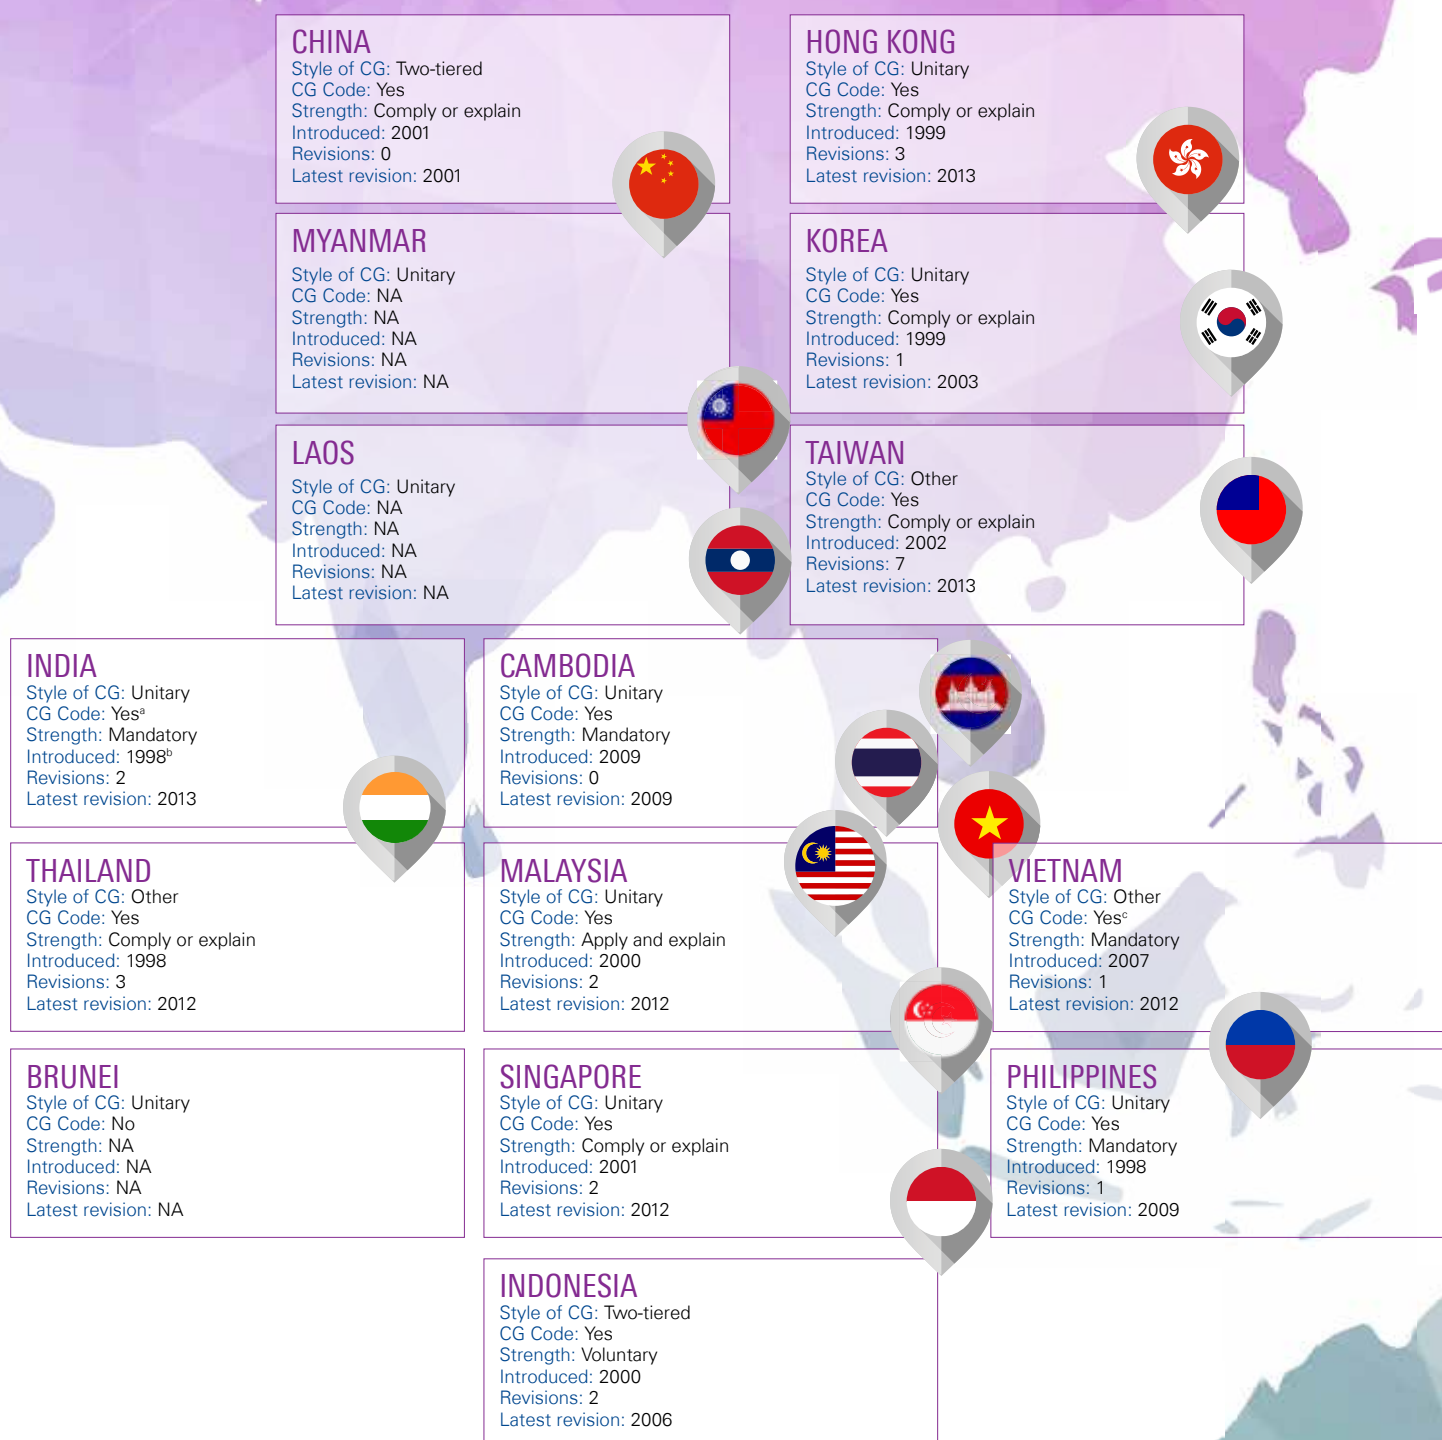 CHINA
Style of CG: Two-tiered
CG Code: Yes
Strength: Comply or explain
Introduced: 2001
Revisions: 0
Latest revision: 2001
HONG KONG
Style of CG: Unitary
CG Code: Yes
Strength: Comply or explain
Introduced: 1999
Revisions: 3
Latest revision: 2013
MYANMAR
Style of CG: Unitary
CG Code: NA
Strength: NA
Introduced: NA
Revisions: NA
Latest revision: NA
KOREA
Style of CG: Unitary
CG Code: Yes
Strength: Comply or explain
Introduced: 1999
Revisions: 1
Latest revision: 2003
LAOS
Style of CG: Unitary
CG Code: NA
Strength: NA
Introduced: NA
Revisions: NA
Latest revision: NA
TAIWAN
Style of CG: Other
CG Code: Yes
Strength: Comply or explain
Introduced: 2002
Revisions: 7
Latest revision: 2013
INDIA
Style of CG: Unitary
CG Code: Yesᵃ
Strength: Mandatory
Introduced: 1998ᵇ
Revisions: 2
Latest revision: 2013
CAMBODIA
Style of CG: Unitary
CG Code: Yes
Strength: Mandatory
Introduced: 2009
Revisions: 0
Latest revision: 2009
THAILAND
Style of CG: Other
CG Code: Yes
Strength: Comply or explain
Introduced: 1998
Revisions: 3
Latest revision: 2012
MALAYSIA
Style of CG: Unitary
CG Code: Yes
Strength: Apply and explain
Introduced: 2000
Revisions: 2
Latest revision: 2012
VIETNAM
Style of CG: Other
CG Code: Yesᶜ
Strength: Mandatory
Introduced: 2007
Revisions: 1
Latest revision: 2012
BRUNEI
Style of CG: Unitary
CG Code: No
Strength: NA
Introduced: NA
Revisions: NA
Latest revision: NA
SINGAPORE
Style of CG: Unitary
CG Code: Yes
Strength: Comply or explain
Introduced: 2001
Revisions: 2
Latest revision: 2012
PHILIPPINES
Style of CG: Unitary
CG Code: Yes
Strength: Mandatory
Introduced: 1998
Revisions: 1
Latest revision: 2009
INDONESIA
Style of CG: Two-tiered
CG Code: Yes
Strength: Voluntary
Introduced: 2000
Revisions: 2
Latest revision: 2006